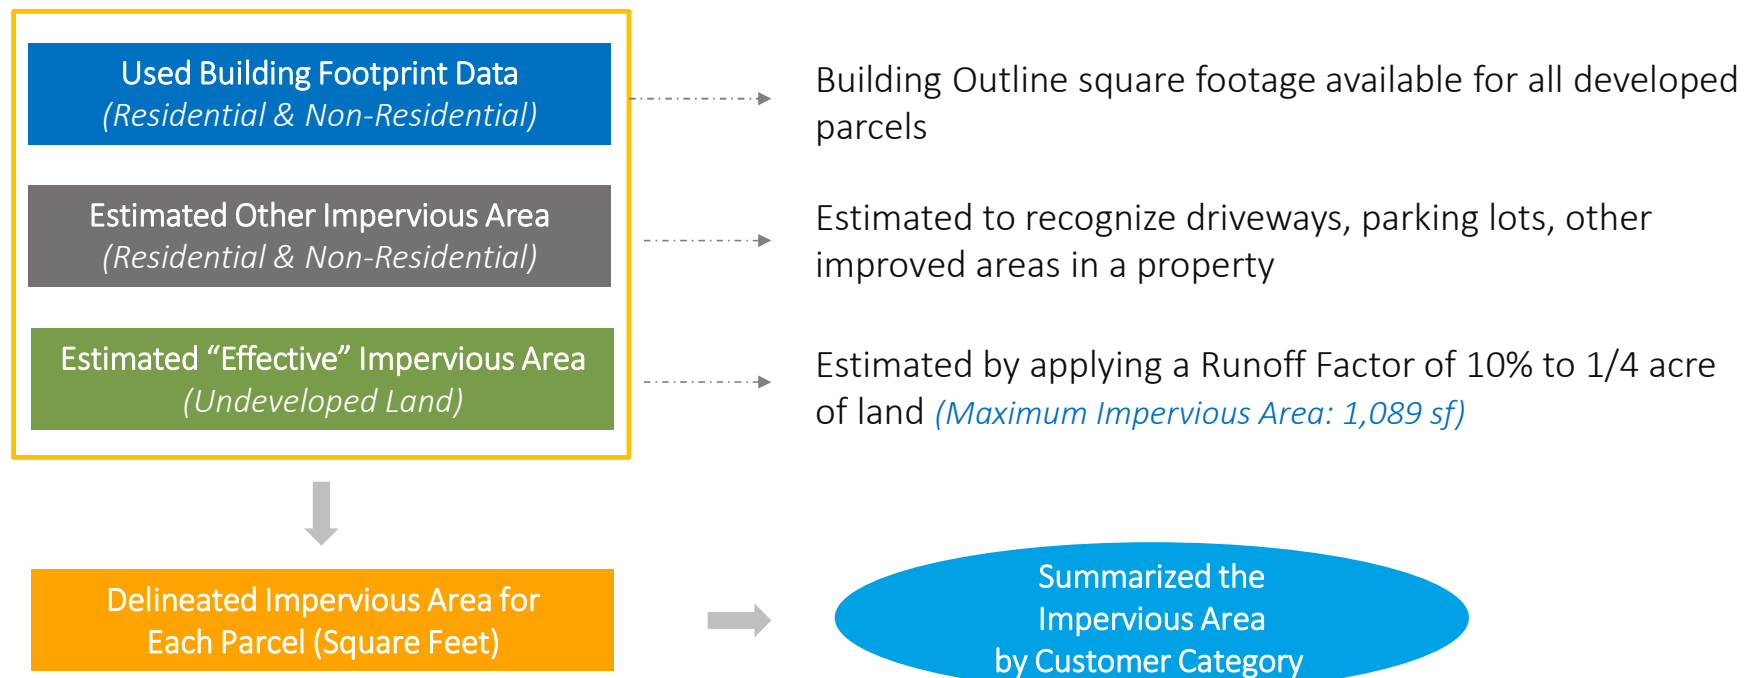 Used Building Footprint Data
(Residential & Non-Residential)
Building Outline square footage available for all developed
parcels
Estimated Other Impervious Area
(Residential & Non-Residential)
Estimated to recognize driveways, parking lots, other
improved areas in a property
Estimated “Effective” Impervious Area
(Undeveloped Land)
Estimated by applying a Runoff Factor of 10% to 1/4 acre
of land (Maximum Impervious Area: 1,089 sf)
Delineated Impervious Area for
Each Parcel (Square Feet)
Summarized the
Impervious Area
by Customer Category